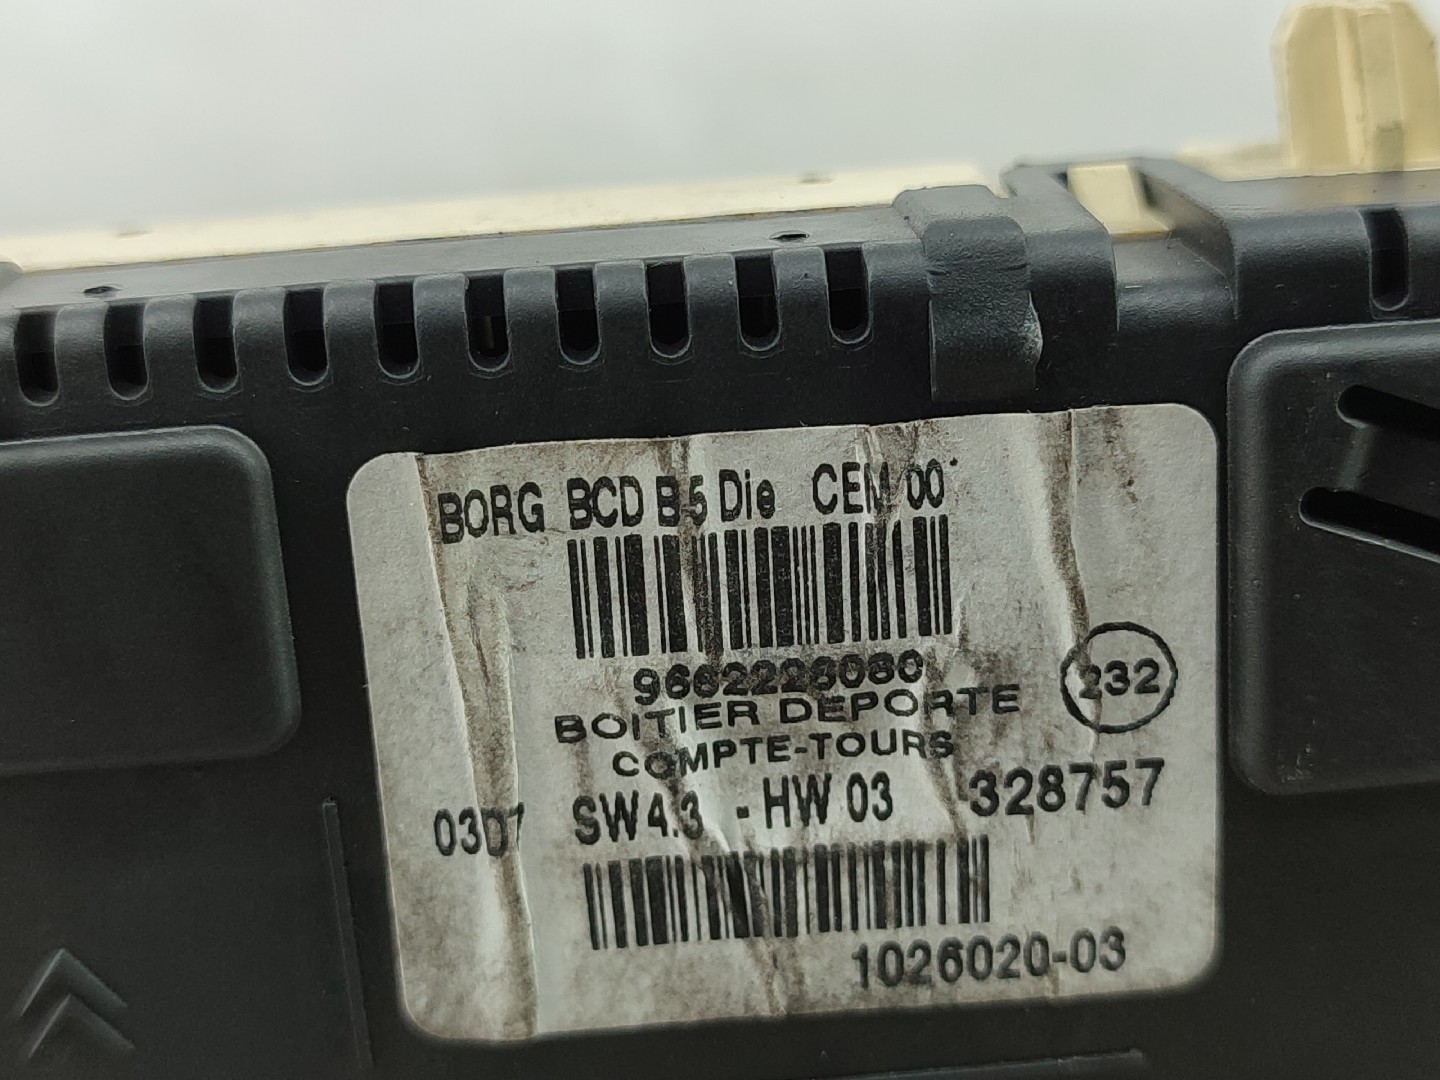 BORG BCD B5 Die CEM 00
9662226080
BOITIER DEPORTE
232
COMPTE-TOURS
03D7 SW4.3 - HW 03 328757
1026020-03